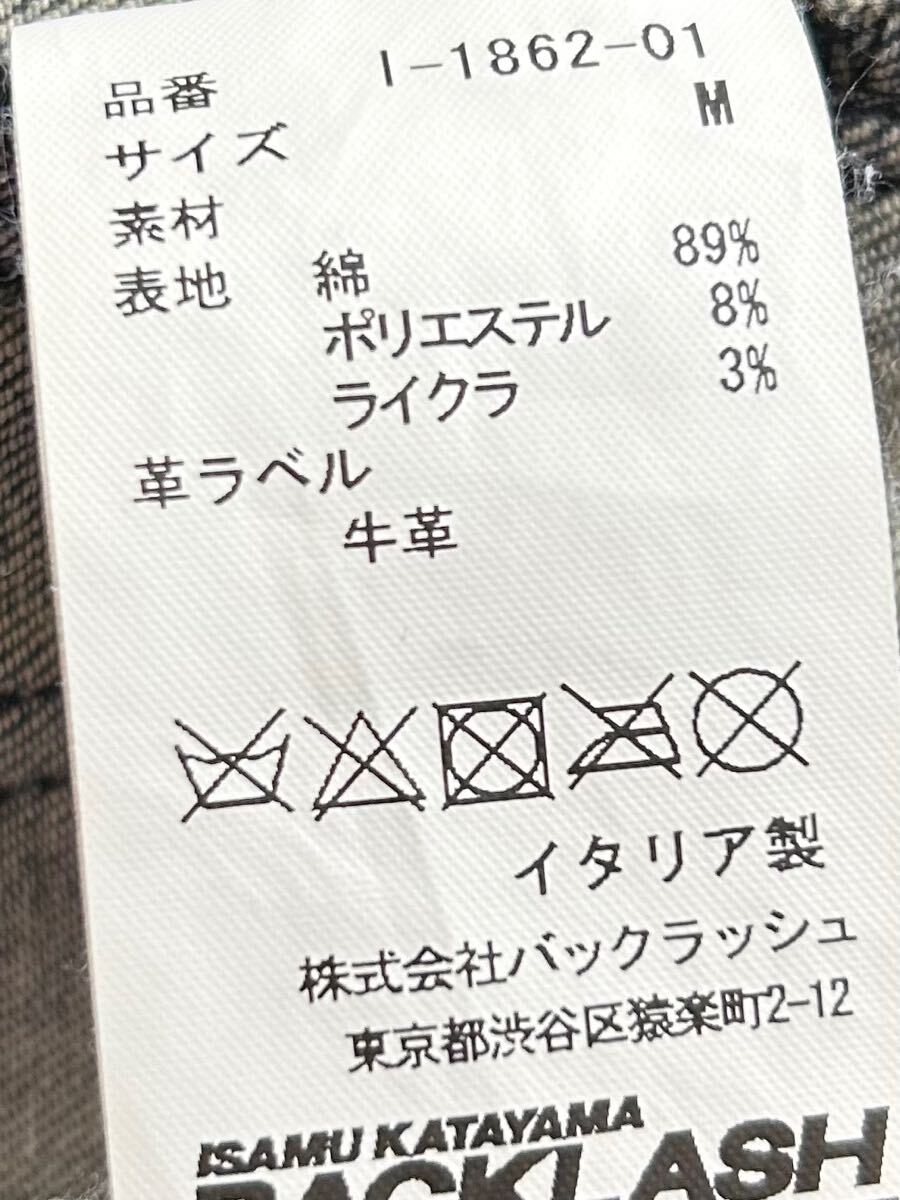 品番 I-1862-01
サイズ M
素材
表地 綿 89%
ポリエステル 8%
ライクラ 3%
革ラベル
牛革
イタリア製
株式会社バックラッシュ
東京都渋谷区猿楽町2-12
ISAMU KATAYAMA
BACKLASH